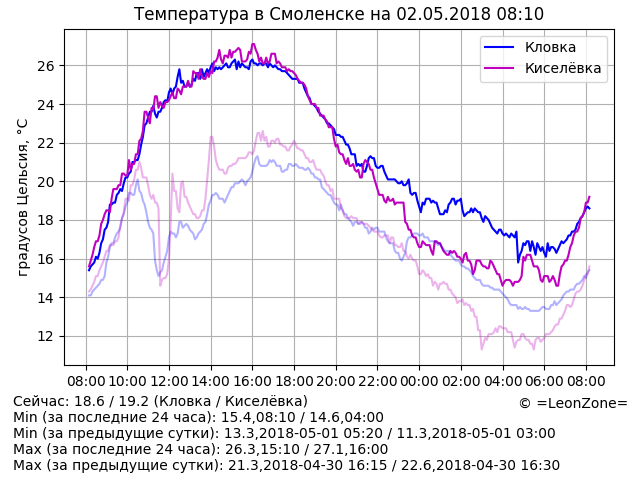 Температура в Смоленске на 02.05.2018 08:10
Кловка
Киселёвка
градусов Цельсия, °C
26
24
22
20
18
16
14
12
08:00 10:00 12:00 14:00 16:00 18:00 20:00 22:00 00:00 02:00 04:00 06:00 08:00
Сейчас: 18.6 / 19.2 (Кловка / Киселёвка)
© =LeonZone=
Min (за последние 24 часа): 15.4,08:10 / 14.6,04:00
Min (за предыдущие сутки): 13.3,2018-05-01 05:20 / 11.3,2018-05-01 03:00
Max (за последние 24 часа): 26.3,15:10 / 27.1,16:00
Max (за предыдущие сутки): 21.3,2018-04-30 16:15 / 22.6,2018-04-30 16:30